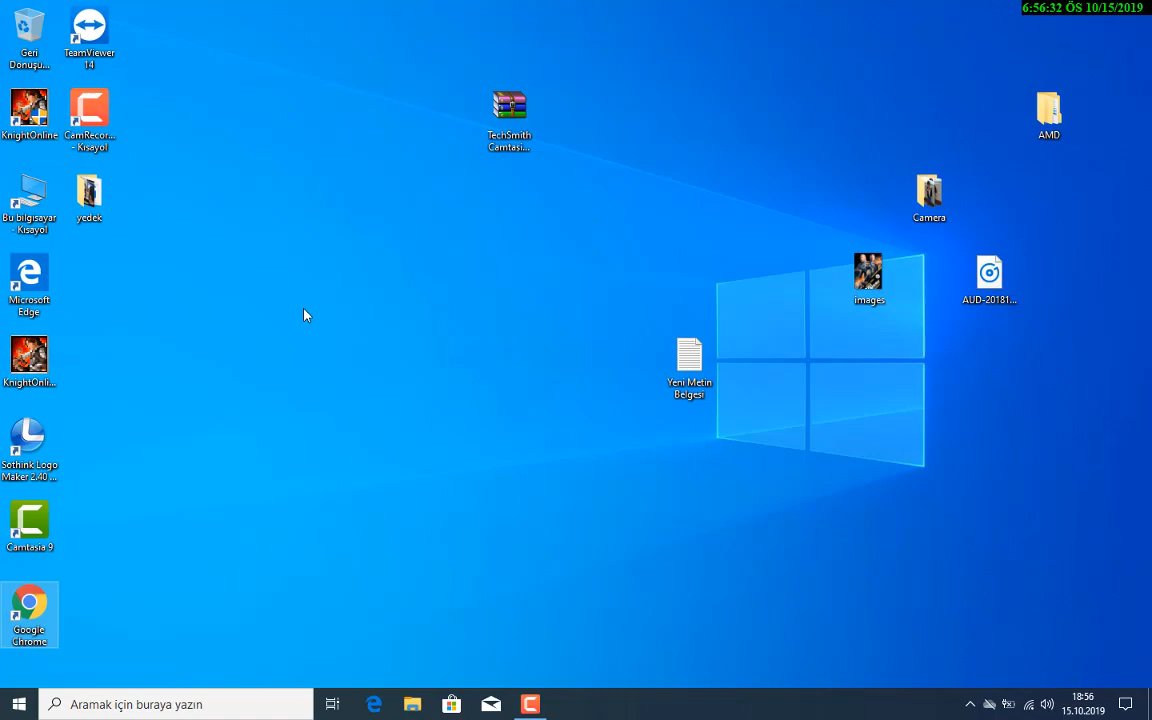 6:56:32 ÖS 10/15/2019
Geri
Donuşu...
TeamViewer
14
KnightOnline
CamRecor...
- Kısayol
TechSmith
Camtasi...
AMD
Bu bilgisayar
- Kısayol
yedek
Camera
Microsoft
Edge
images
AUD-20181...
KnightOnli...
Yeni Metin
Belgesi
Sothink Logo
Maker 2.40 ...
Camtasia 9
Google
Chrome
Aramak için buraya yazın
18:56
15.10.2019